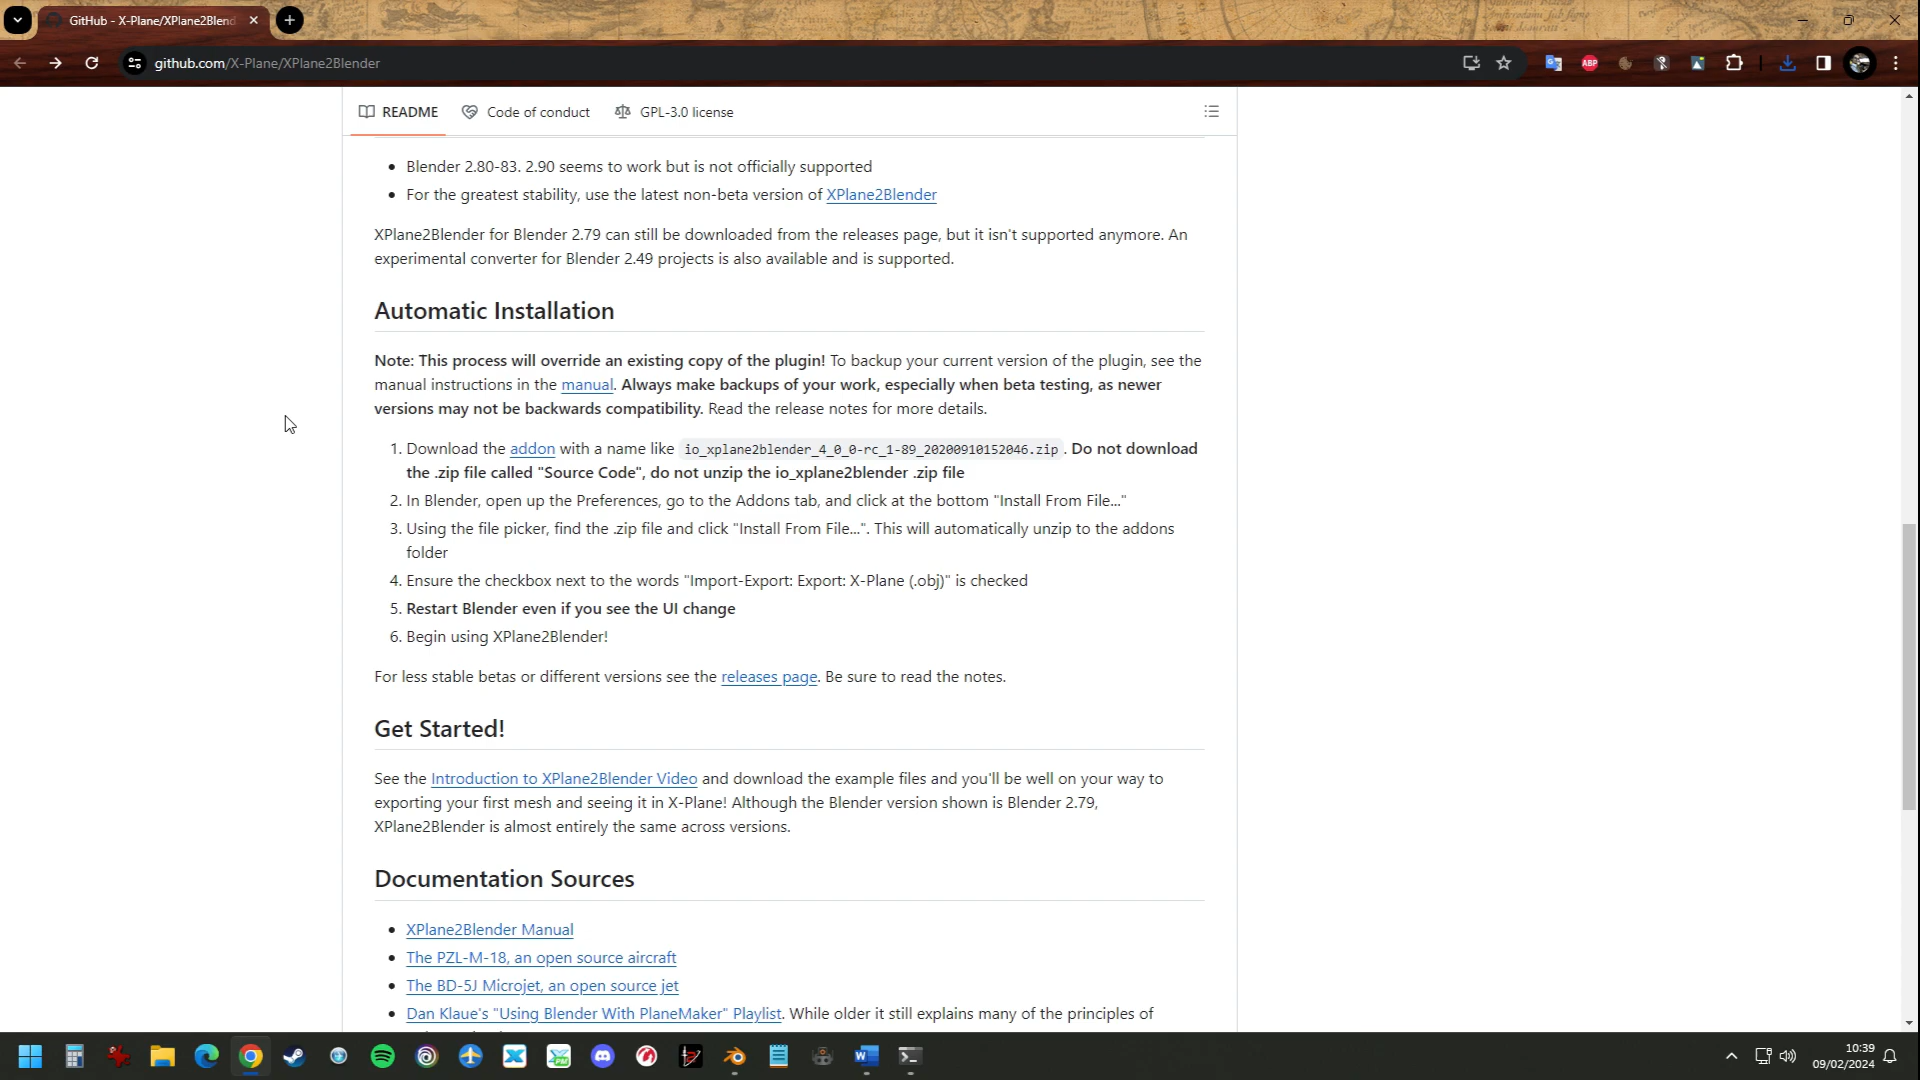 GitHub - X-Plane/XPlane2Blend
github.com/X-Plane/XPlane2Blender
ABP
README
Code of conduct
GPL-3.0 license
Blender 2.80-83. 2.90 seems to work but is not officially supported
For the greatest stability, use the latest non-beta version of XPlane2Blender
XPlane2Blender for Blender 2.79 can still be downloaded from the releases page, but it isn't supported anymore. An
experimental converter for Blender 2.49 projects is also available and is supported.
Automatic Installation
Note: This process will override an existing copy of the plugin! To backup your current version of the plugin, see the
manual instructions in the manual. Always make backups of your work, especially when beta testing, as newer
versions may not be backwards compatibility. Read the release notes for more details.
1. Download the addon with a name like io_xplane2blender_4_0_0-rc_1-89_20200910152046.zip . Do not download
the .zip file called "Source Code", do not unzip the io_xplane2blender .zip file
2. In Blender, open up the Preferences, go to the Addons tab, and click at the bottom "Install From File..."
3. Using the file picker, find the .zip file and click "Install From File...". This will automatically unzip to the addons
folder
4. Ensure the checkbox next to the words "Import-Export: Export: X-Plane (.obj)" is checked
5. Restart Blender even if you see the UI change
6. Begin using XPlane2Blender!
For less stable betas or different versions see the releases page. Be sure to read the notes.
Get Started!
See the Introduction to XPlane2Blender Video and download the example files and you'll be well on your way to
exporting your first mesh and seeing it in X-Plane! Although the Blender version shown is Blender 2.79,
XPlane2Blender is almost entirely the same across versions.
Documentation Sources
XPlane2Blender Manual
The PZL-M-18, an open source aircraft
The BD-5J Microjet, an open source jet
Dan Klaue's "Using Blender With PlaneMaker" Playlist. While older it still explains many of the principles of
10:39
09/02/2024